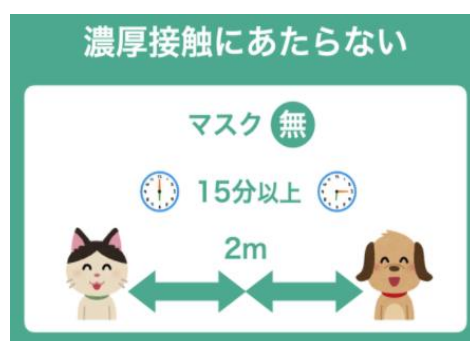 濃厚接触にあたらない
マスク 無
15分以上
2m